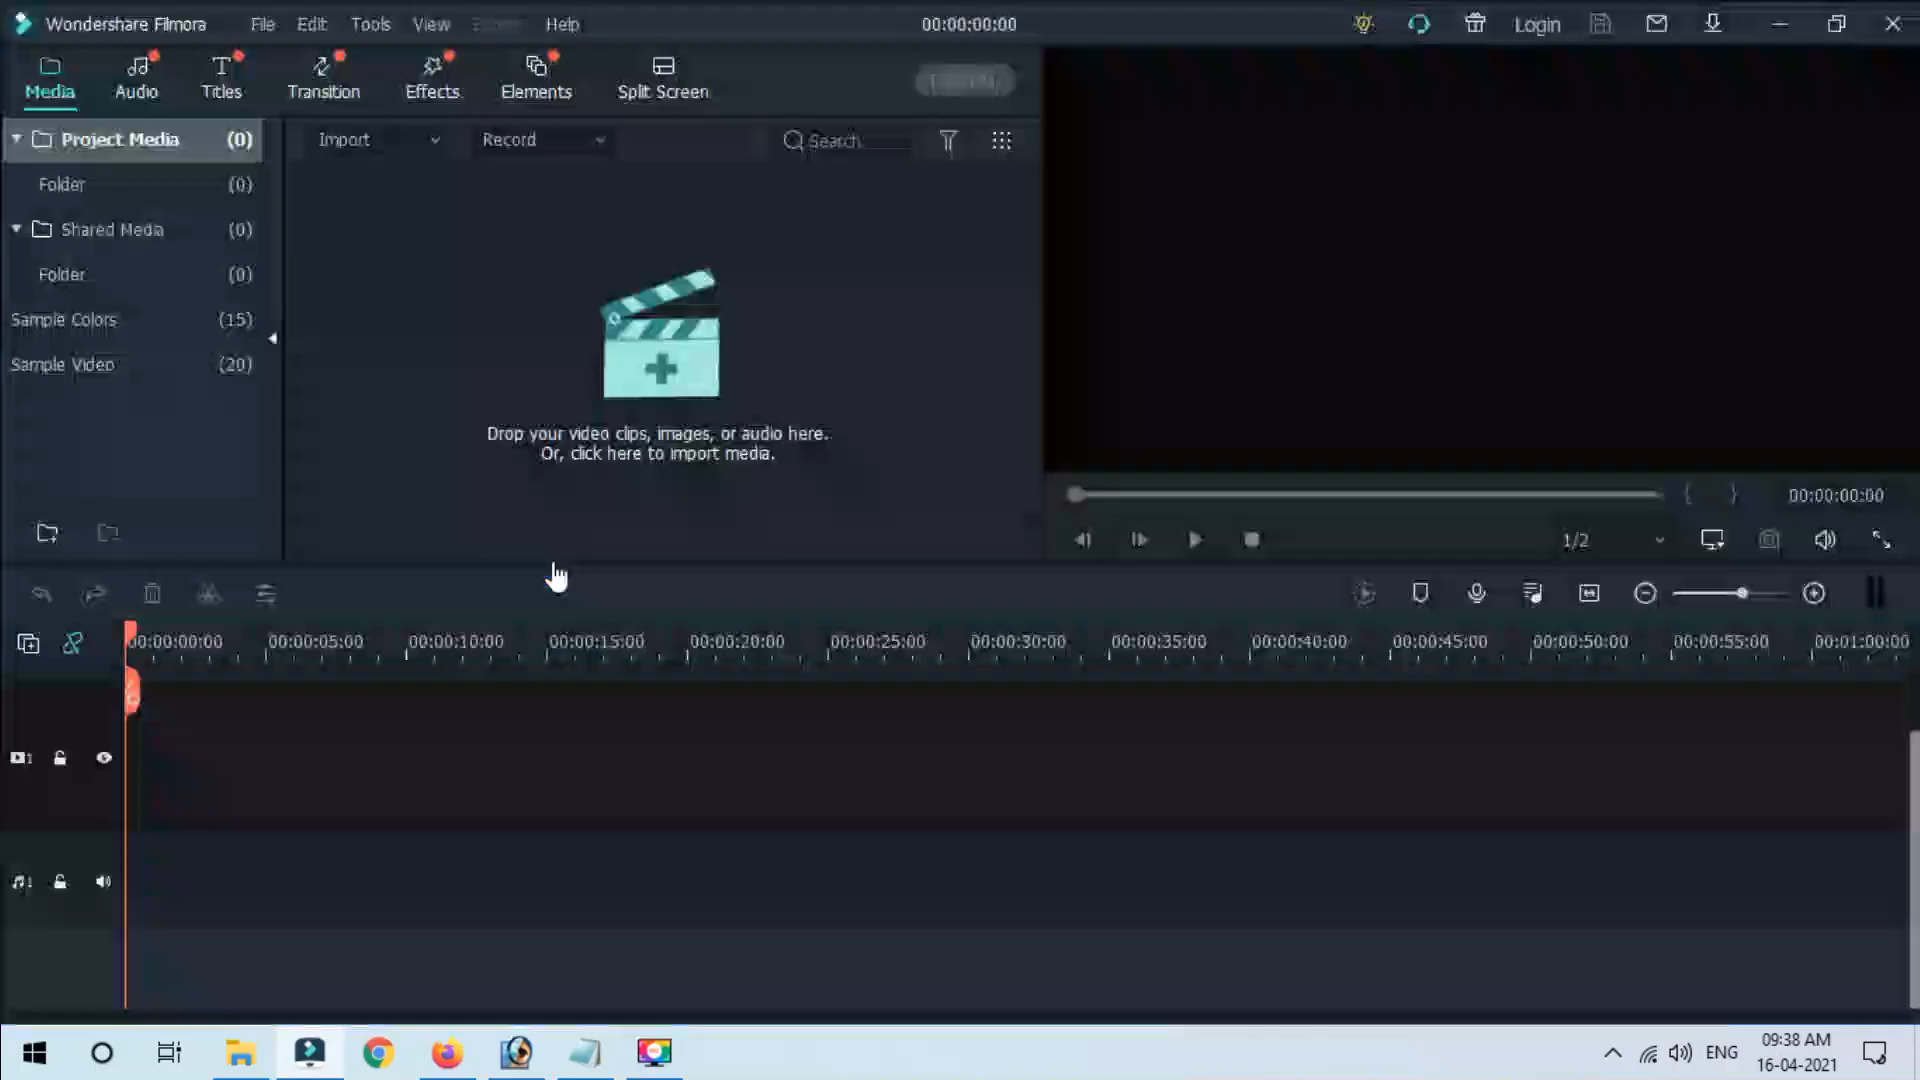 Wondershare Filmora File Edit Tools View Help 00:00:00:00 Login
Media Audio Titles Transition Effects Elements Split Screen
Project Media (0) Import Record Search
Folder (0)
Shared Media (0)
Folder (0)
Sample Colors (15)
Sample Video (20)
Drop your video clips, images, or audio here.
Or, click here to import media.
{ } 00:00:00:00
1/2
00:00:00:00 00:00:05:00 00:00:10:00 00:00:15:00 00:00:20:00 00:00:25:00 00:00:30:00 00:00:35:00 00:00:40:00 00:00:45:00 00:00:50:00 00:00:55:00 00:01:00:00
1
1
ENG 09:38 AM
16-04-2021